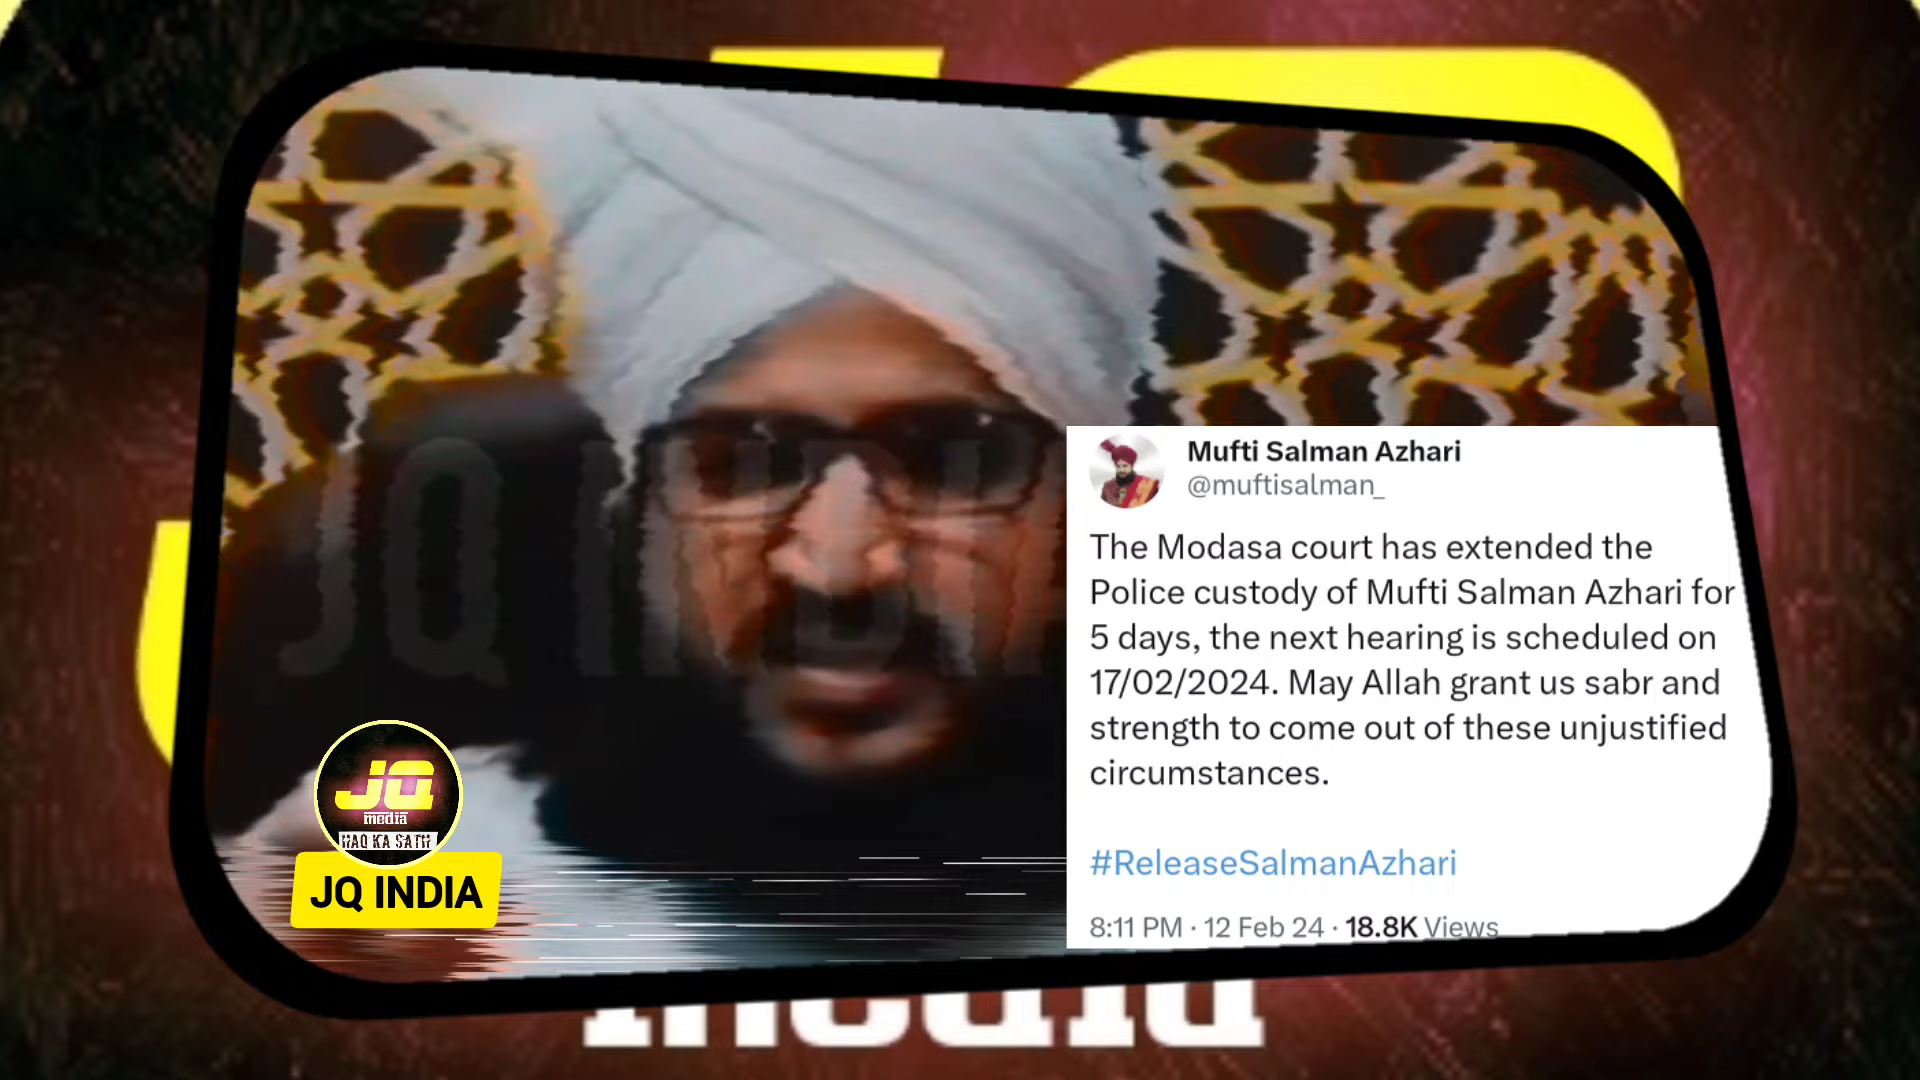 Mufti Salman Azhari
@muftisalman_
The Modasa court has extended the
Police custody of Mufti Salman Azhari for
5 days, the next hearing is scheduled on
17/02/2024. May Allah grant us sabr and
strength to come out of these unjustified
circumstances.
#ReleaseSalmanAzhari
8:11 PM · 12 Feb 24 · 18.8K Views
JQ INDIA
JQ
media
HAQ KA SATH
JQ INDIA
media